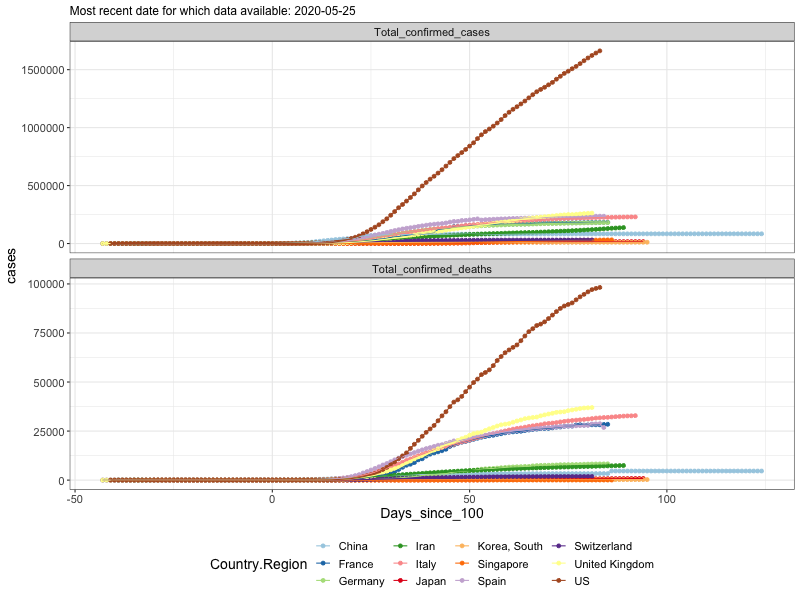 Most recent date for which data available: 2020-05-25
Total_confirmed_cases
1500000
1000000
500000
0
cases
Total_confirmed_deaths
100000
75000
50000
25000
0
-50 0 50 100
Days_since_100
Country.Region
China Iran Korea, South Switzerland
France Italy Singapore United Kingdom
Germany Japan Spain US